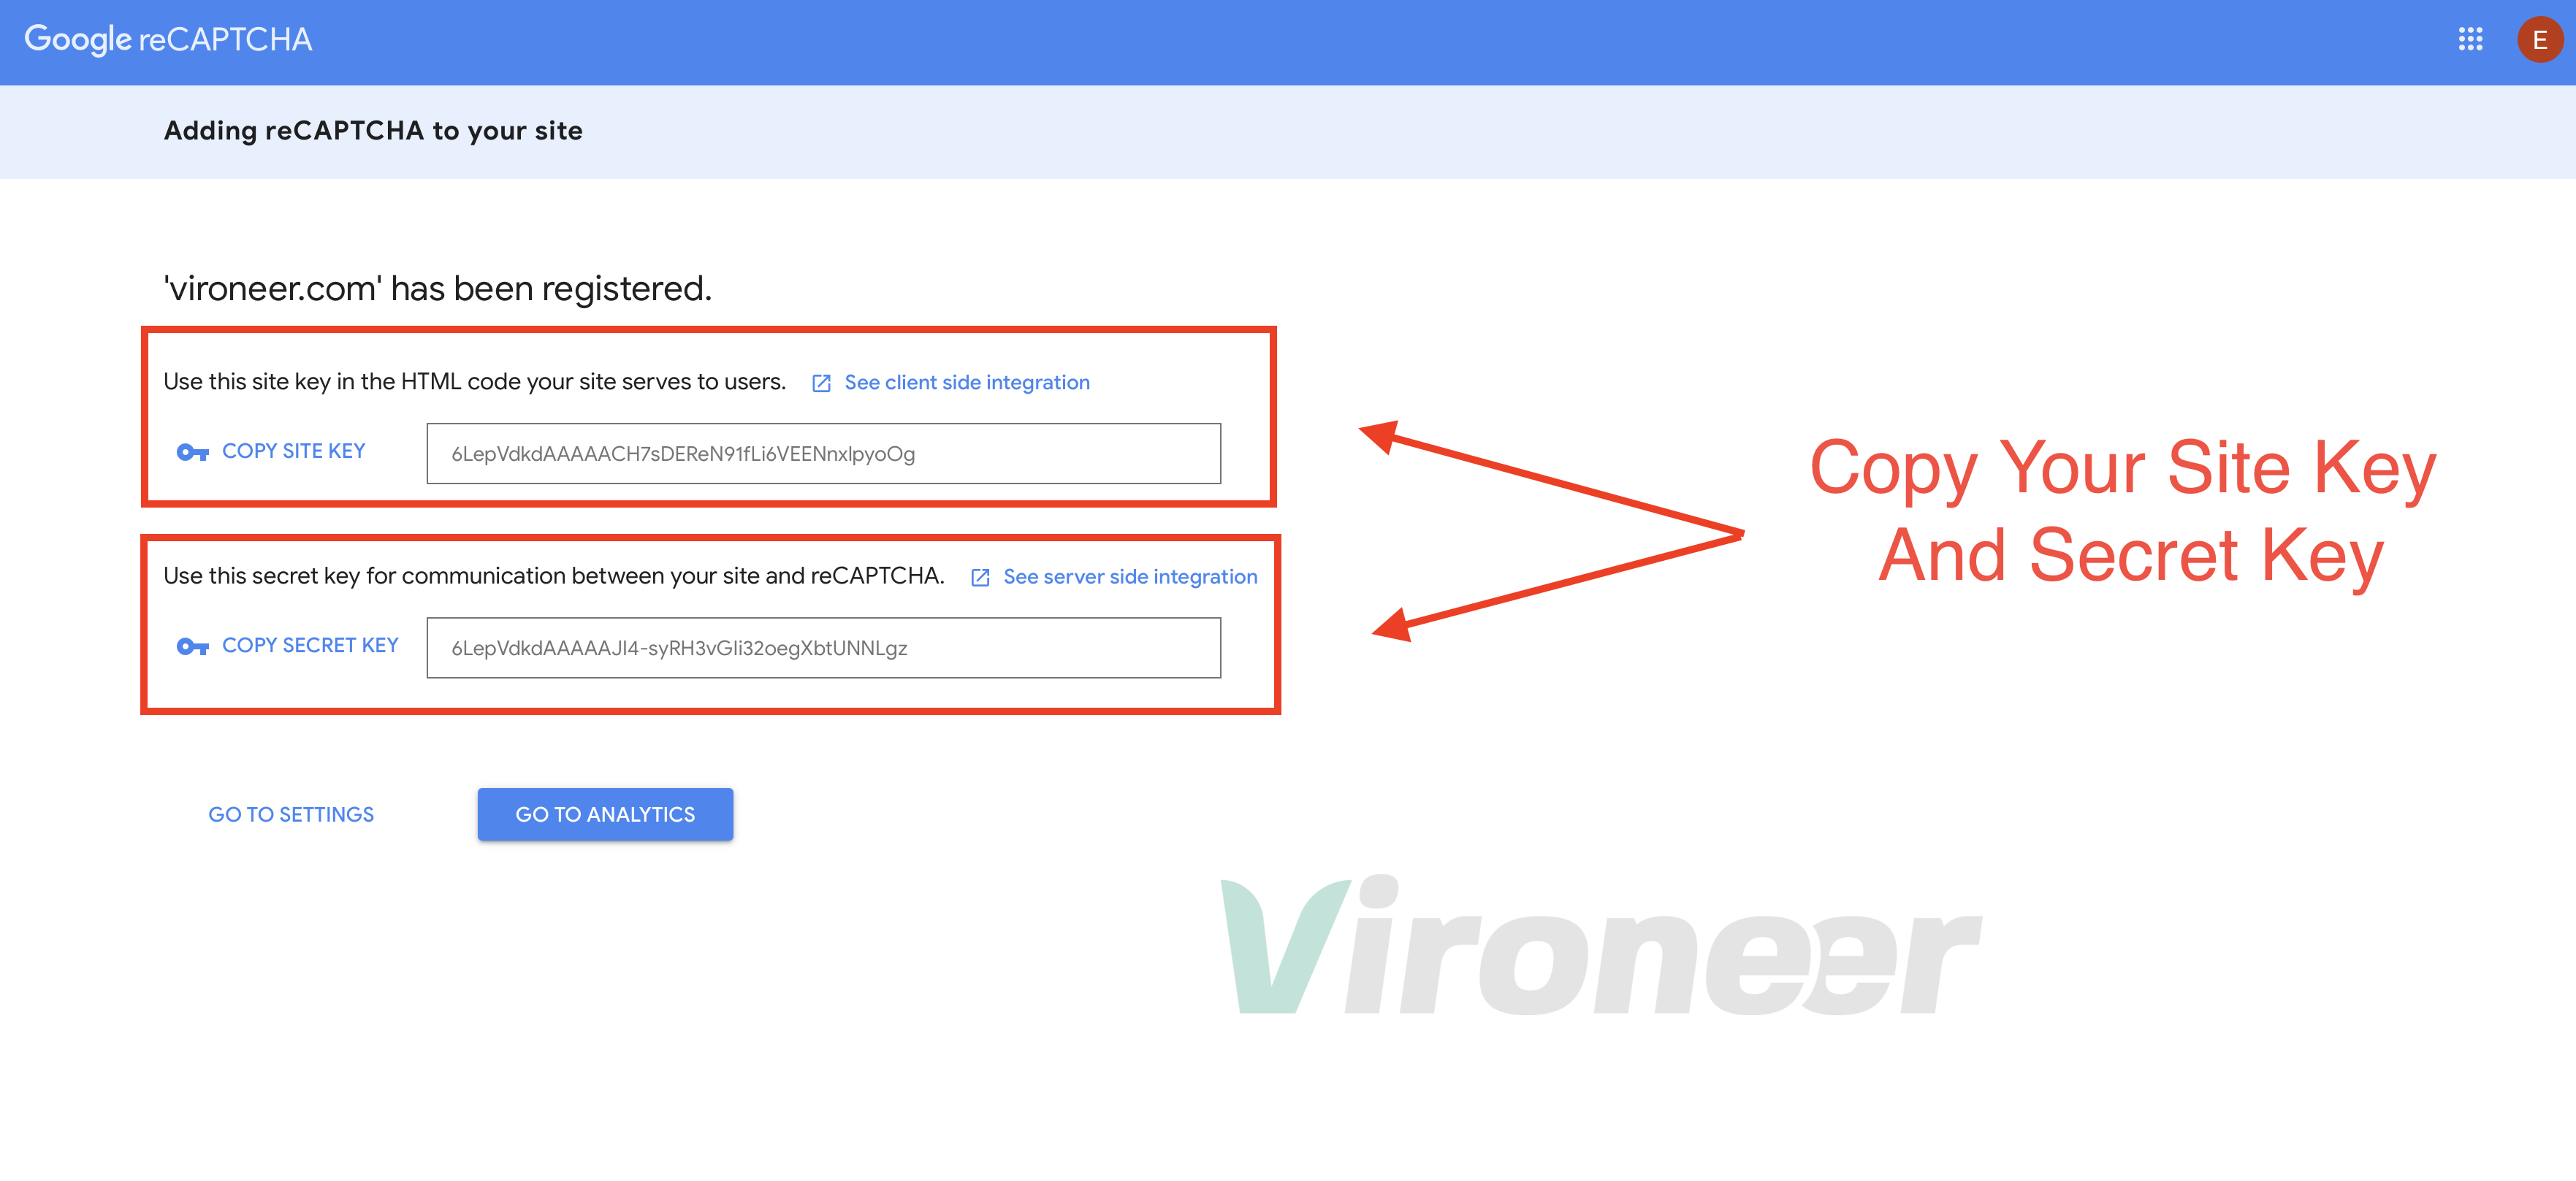 Google reCAPTCHA
E
Adding reCAPTCHA to your site
'vironeer.com' has been registered.
Use this site key in the HTML code your site serves to users. See client side integration
COPY SITE KEY
Use this secret key for communication between your site and reCAPTCHA. See server side integration
COPY SECRET KEY
Copy Your Site Key
And Secret Key
GO TO SETTINGS GO TO ANALYTICS
Vironeer